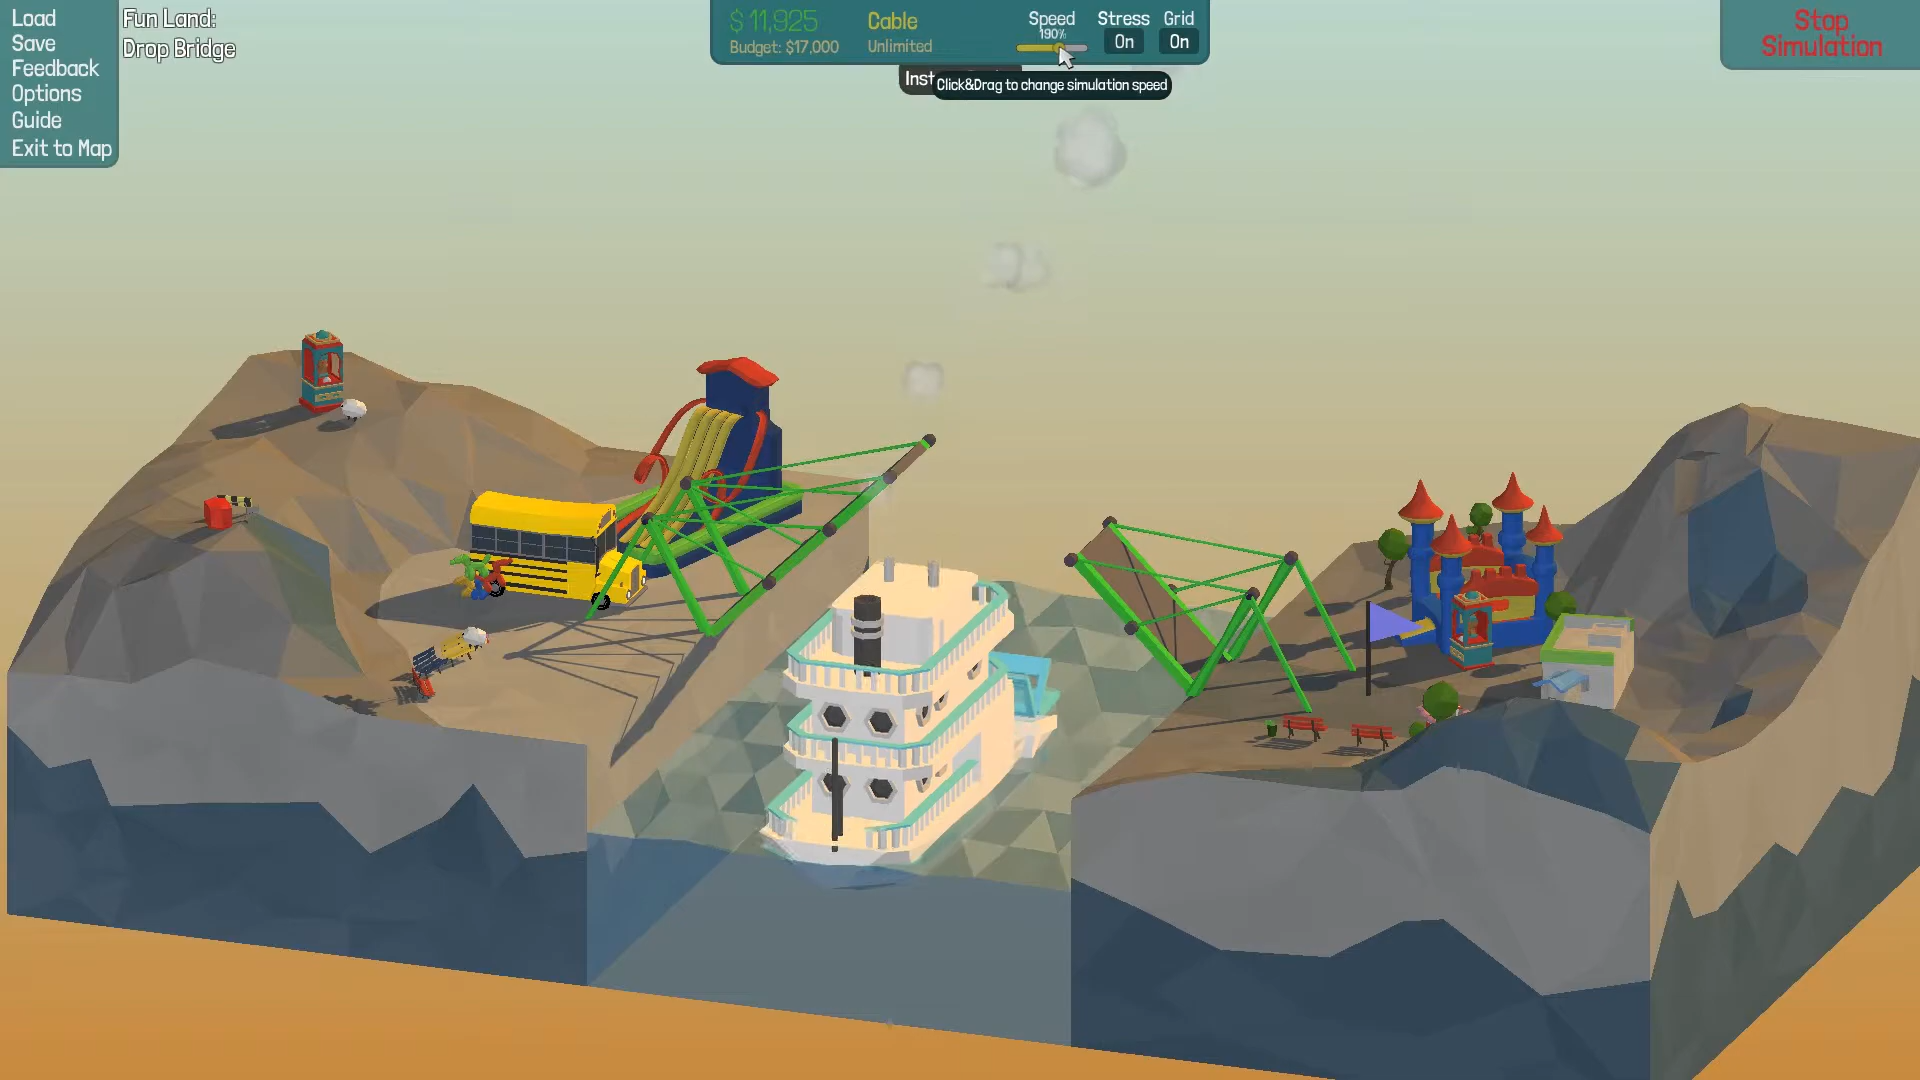 Load
Save
Feedback
Options
Guide
Exit to Map
Fun Land:
Drop Bridge
$ 11,925
Budget: $17,000
Cable
Unlimited
Speed
190%
Stress
On
Grid
On
Inst
Click&Drag to change simulation speed
Stop
Simulation